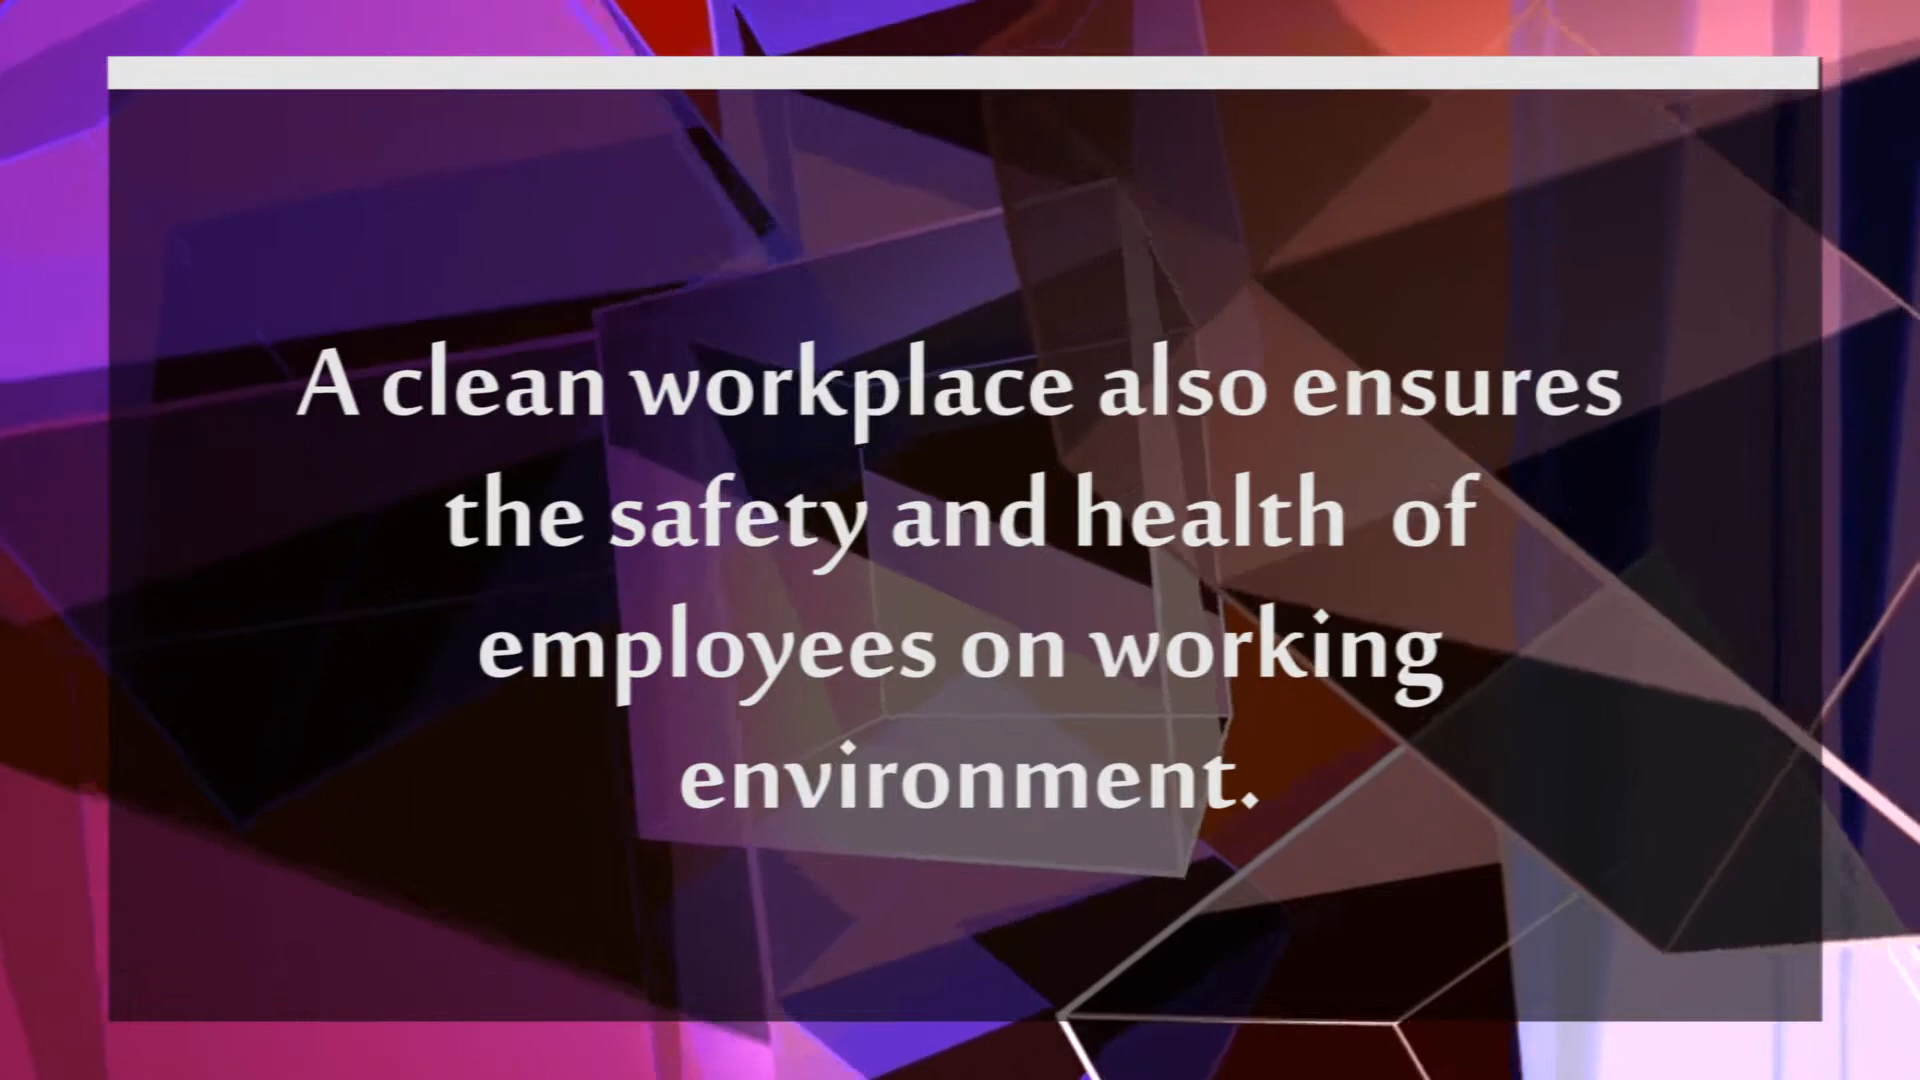 A clean workplace also ensures
the safety and health  of
employees on working
environment.